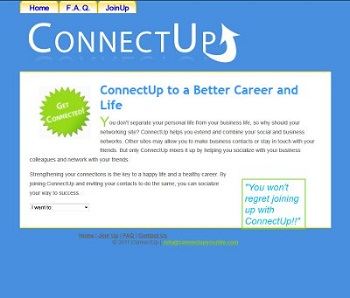 Home F.A.Q. JoinUp
CONNECTUP
GET CONNECTED!
ConnectUp to a Better Career and
Life
You don't separate your personal life from your business life, so why should your
networking site? ConnectUp helps you extend and combine your social and business
networks. Other sites may allow you to make business contacts or stay in touch with your
friends. But only ConnectUp mixes it up by helping you socialize with your business
colleagues and network with your friends.
Strengthening your connections is the key to a happy life and a healthy career. By
joining ConnectUp and inviting your contacts to do the same, you can socialize
your way to success.
I want to:
"You won't
regret joining
up with
ConnectUp!!"
Home | Join Up | FAQ | Contact Us
© 2011 ConnectUp |